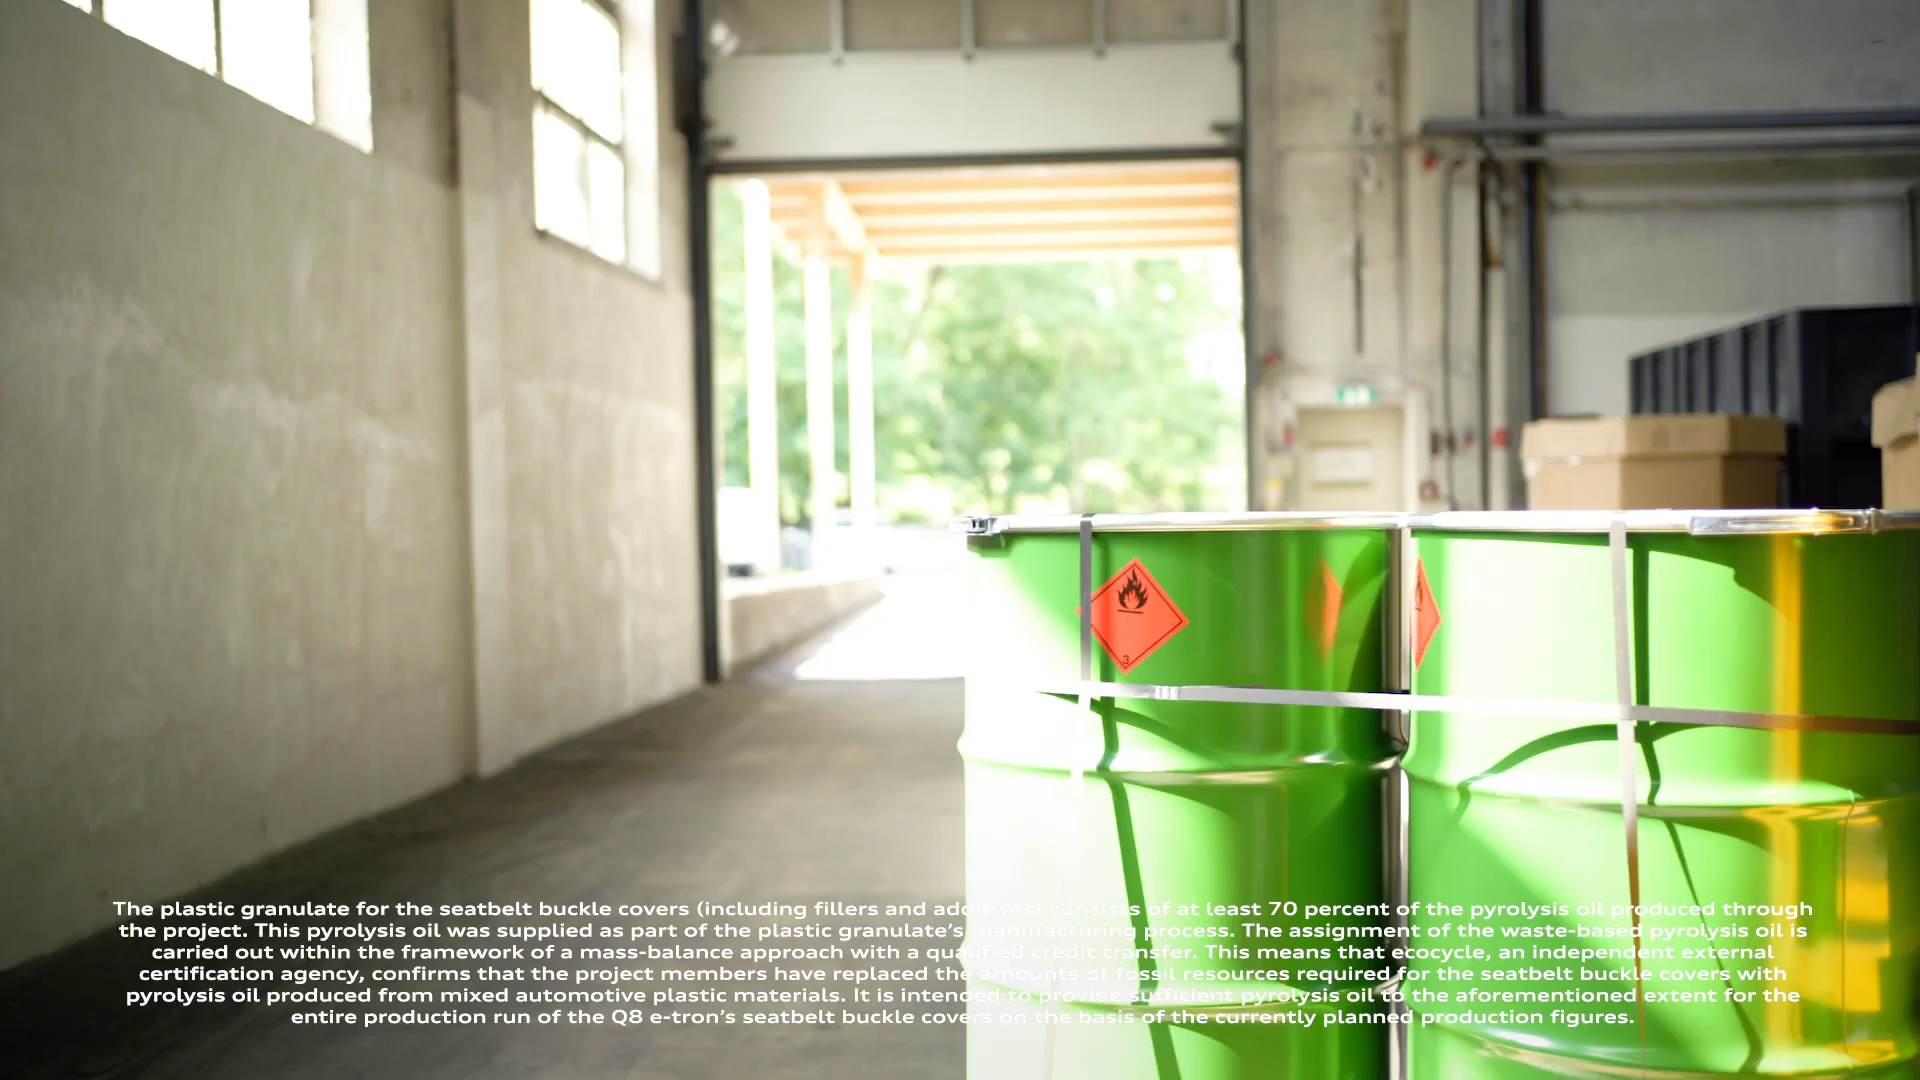 3
The plastic granulate for the seatbelt buckle covers (including fillers and additives) consists of at least 70 percent of the pyrolysis oil produced through
the project. This pyrolysis oil was supplied as part of the plastic granulate's manufacturing process. The assignment of the waste-based pyrolysis oil is
carried out within the framework of a mass-balance approach with a qualified credit transfer. This means that ecocycle, an independent external
certification agency, confirms that the project members have replaced the amounts of fossil resources required for the seatbelt buckle covers with
pyrolysis oil produced from mixed automotive plastic materials. It is intended to provide sufficient pyrolysis oil to the aforementioned extent for the
entire production run of the Q8 e-tron's seatbelt buckle covers on the basis of the currently planned production figures.